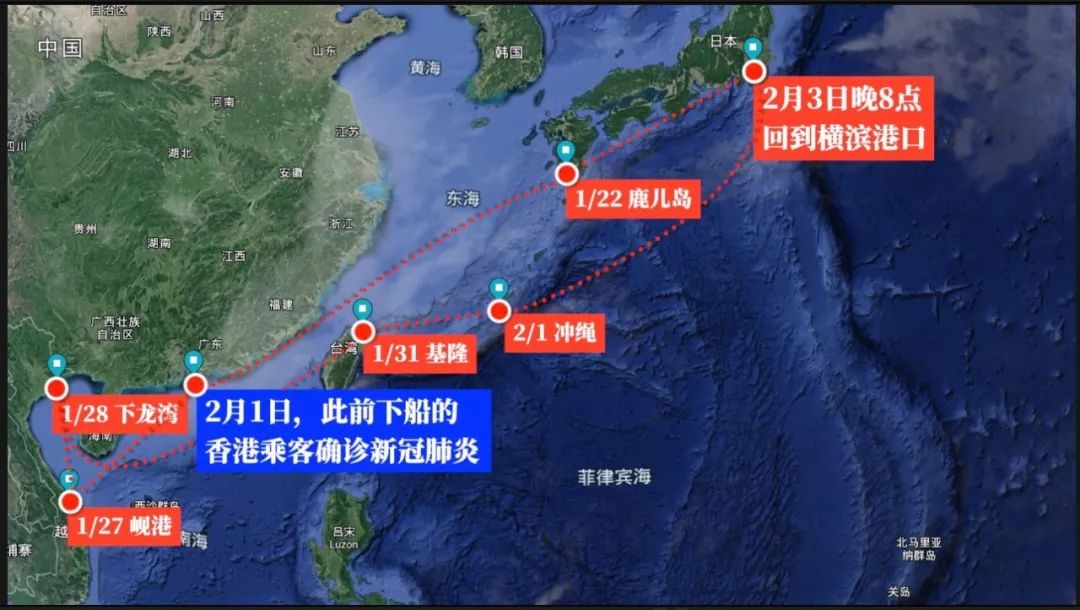 自治区
山西
中国
陕西
山东
韩国
日本
黄海
河南
2月3日晚8点
回到横滨港口
江苏
四川
湖北
安徽
1/22 鹿儿岛
东海
浙江
贵州
湖南
江西
福建
广西壮族
自治区
广东
台湾
1/31 基隆
2/1 冲绳
1/28 下龙湾
海南
2月1日，此前下船的
香港乘客确诊新冠肺炎
菲律宾海
西沙群岛
1/27 岘港
越
南海
吕宋
Luzon
柬埔寨
北马里亚
纳群岛
关岛